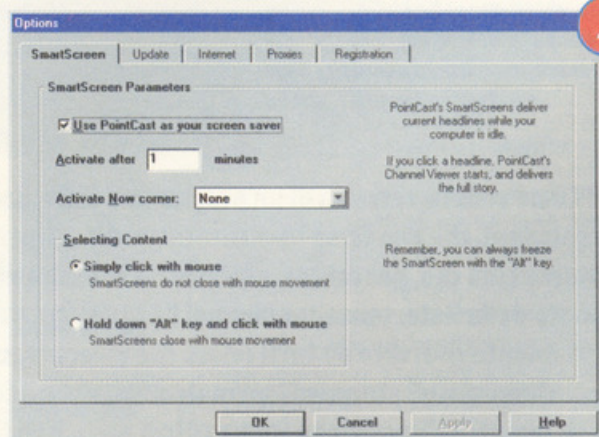 Options
SmartScreen Update Internet Proxies Registration
SmartScreen Parameters
Use PointCast as your screen saver
Activate after 1 minutes
Activate Now corner: None
Selecting Content
Simply click with mouse
SmartScreens do not close with mouse movement
Hold down "Alt" key and click with mouse
SmartScreens close with mouse movement
PointCast's SmartScreens deliver
current headlines while your
computer is idle.
If you click a headline, PointCast's
Channel Viewer starts, and delivers
the full story.
Remember, you can always freeze
the SmartScreen with the "Alt" key.
OK Cancel Apply Help